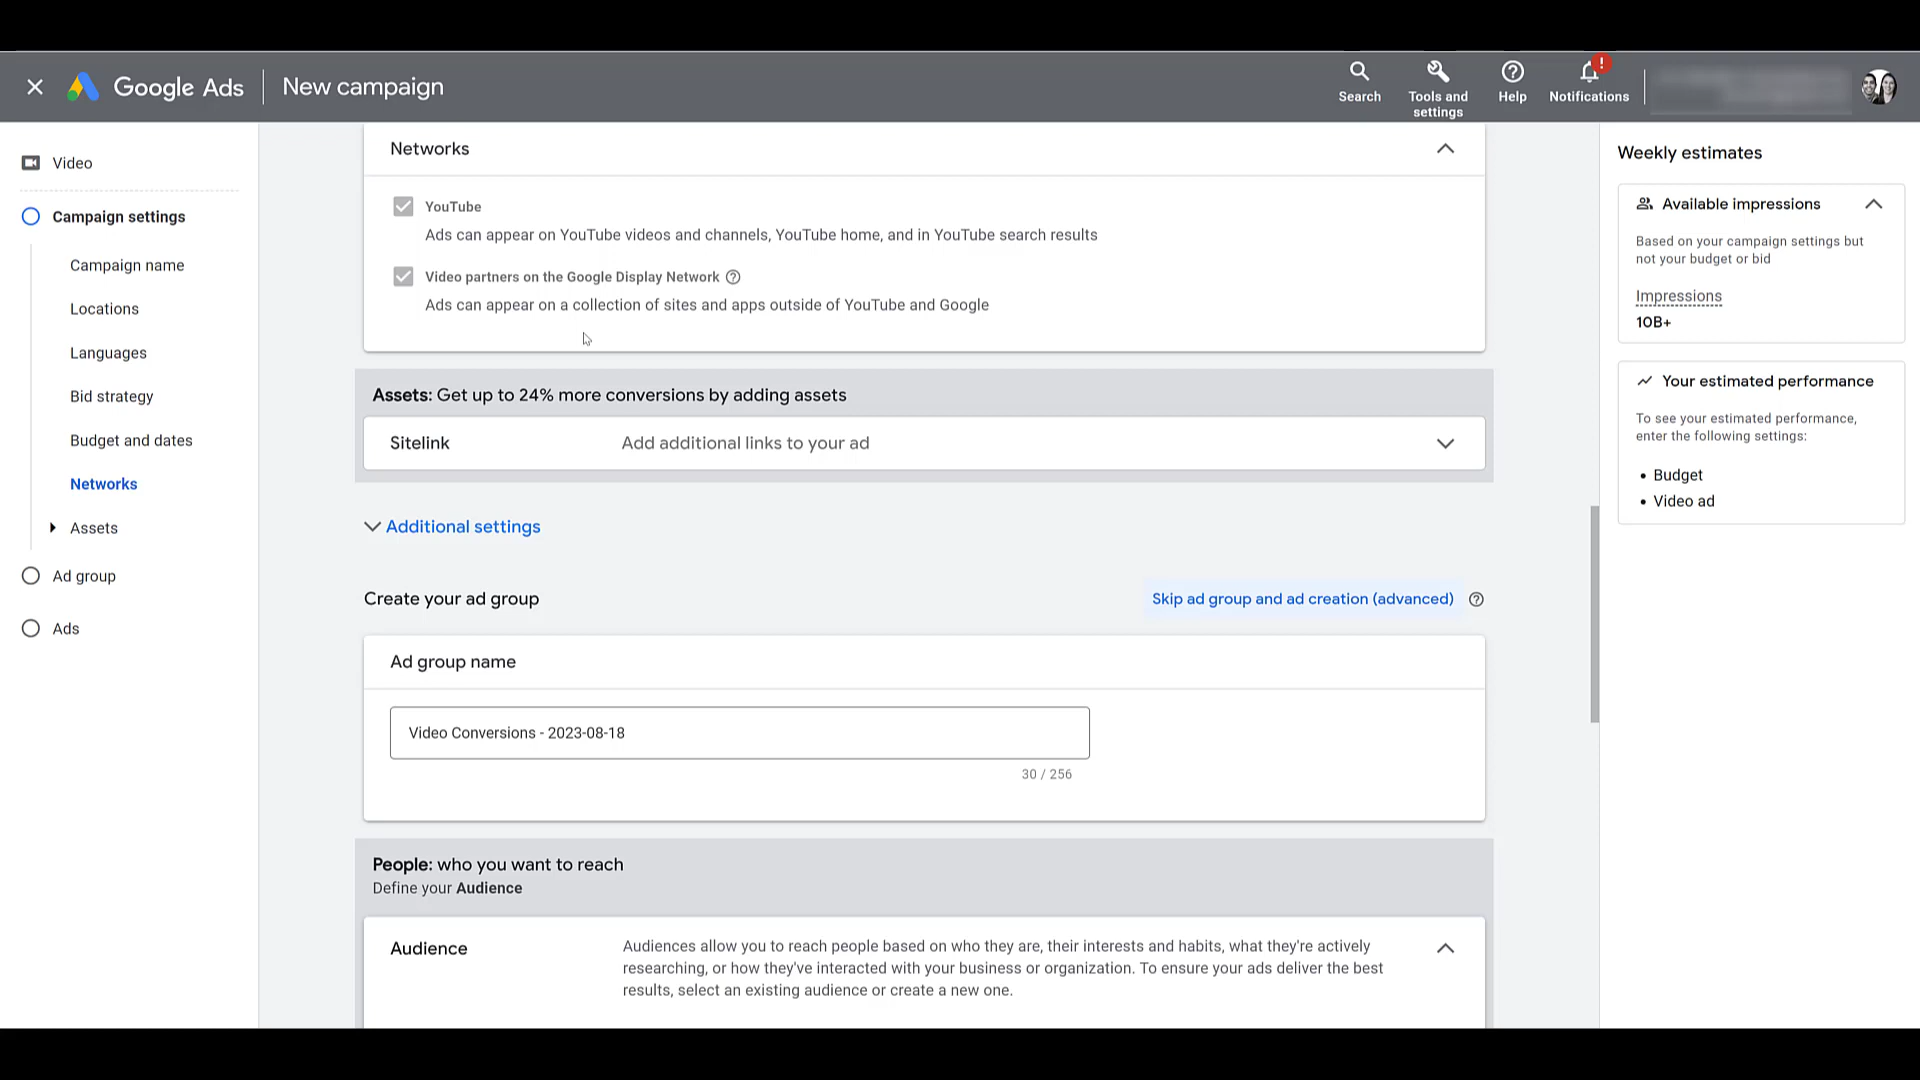 Google Ads
New campaign
Search
Tools and
settings
Help
!
Notifications
Video
Campaign settings
Campaign name
Locations
Languages
Bid strategy
Budget and dates
Networks
Assets
Ad group
Ads
Networks
YouTube
Ads can appear on YouTube videos and channels, YouTube home, and in YouTube search results
Video partners on the Google Display Network
Ads can appear on a collection of sites and apps outside of YouTube and Google
Assets: Get up to 24% more conversions by adding assets
Sitelink
Add additional links to your ad
Additional settings
Create your ad group
Skip ad group and ad creation (advanced)
Ad group name
Video Conversions - 2023-08-18
30 / 256
People: who you want to reach
Define your Audience
Audience
Audiences allow you to reach people based on who they are, their interests and habits, what they're actively
researching, or how they've interacted with your business or organization. To ensure your ads deliver the best
results, select an existing audience or create a new one.
Weekly estimates
Available impressions
Based on your campaign settings but
not your budget or bid
Impressions
10B+
Your estimated performance
To see your estimated performance,
enter the following settings:
• Budget
• Video ad